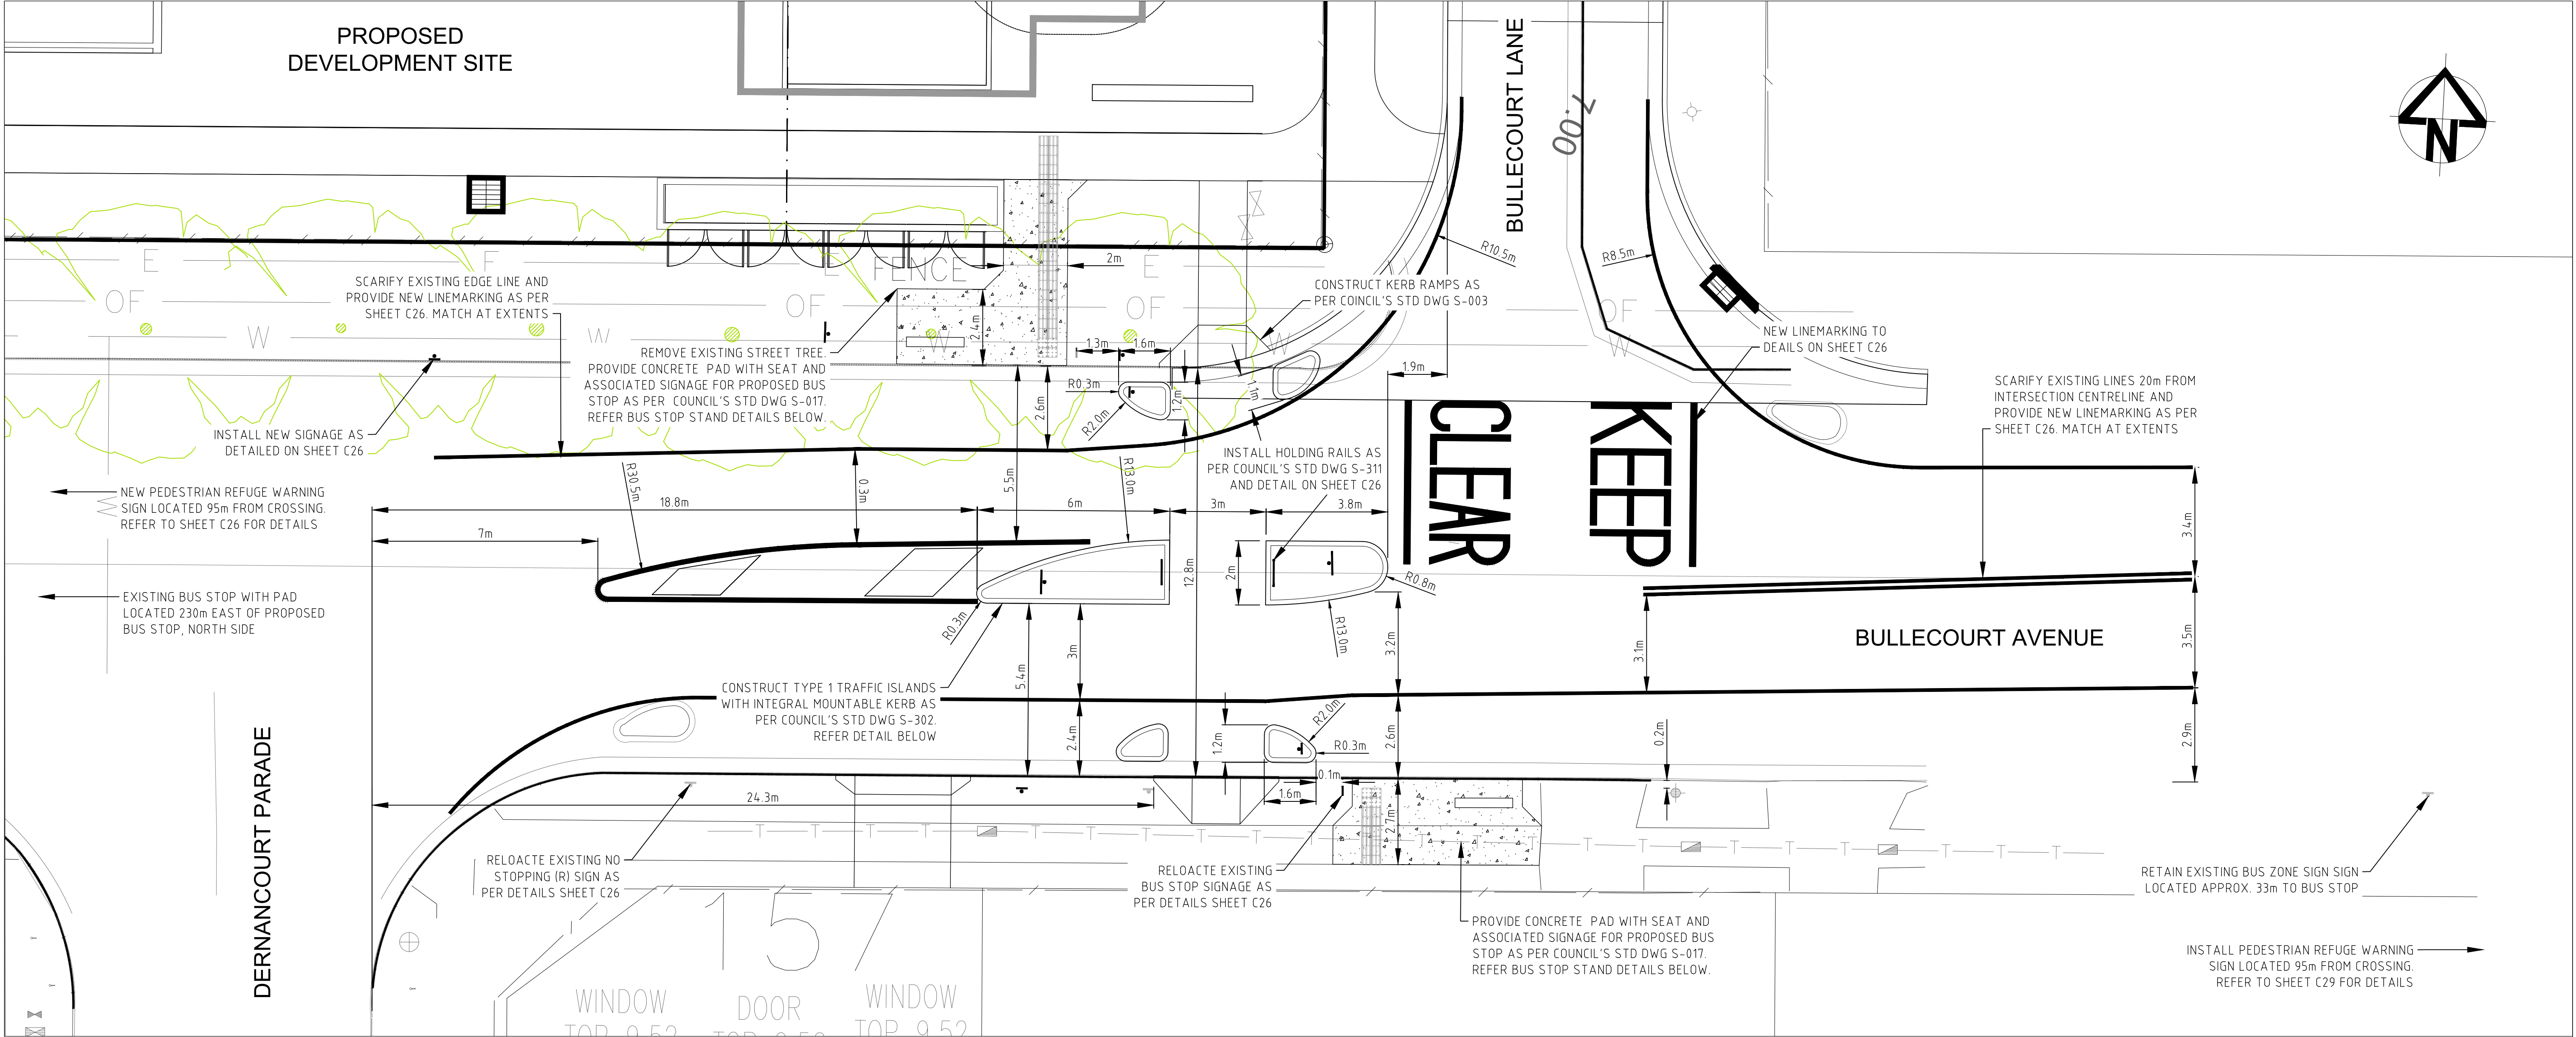 PROPOSED
DEVELOPMENT SITE
BULLECOURT LANE
7.00
N
R10.5m
R8.5m
E
E
E
E
FENCE
2m
OF
OF
OF
OF
W
W
W
W
W
W
SCARIFY EXISTING EDGE LINE AND
PROVIDE NEW LINEMARKING AS PER
SHEET C26. MATCH AT EXTENTS
CONSTRUCT KERB RAMPS AS
PER COINCIL'S STD DWG S-003
2.4m
NEW LINEMARKING TO
DEAILS ON SHEET C26
REMOVE EXISTING STREET TREE.
PROVIDE CONCRETE PAD WITH SEAT AND
ASSOCIATED SIGNAGE FOR PROPOSED BUS
STOP AS PER COUNCIL'S STD DWG S-017.
REFER BUS STOP STAND DETAILS BELOW.
1.3m
1.6m
1.9m
R0.3m
R2.0m
1.2m
1.1m
2.6m
SCARIFY EXISTING LINES 20m FROM
INTERSECTION CENTRELINE AND
PROVIDE NEW LINEMARKING AS PER
SHEET C26. MATCH AT EXTENTS
INSTALL NEW SIGNAGE AS
DETAILED ON SHEET C26
KEEP
CLEAR
INSTALL HOLDING RAILS AS
PER COUNCIL'S STD DWG S-311
AND DETAIL ON SHEET C26
NEW PEDESTRIAN REFUGE WARNING
SIGN LOCATED 95m FROM CROSSING.
REFER TO SHEET C26 FOR DETAILS
R30.5m
0.3m
5.5m
R13.0m
18.8m
6m
3m
3.8m
3.4m
7m
12.8m
2m
R0.8m
R13.0m
R0.3m
EXISTING BUS STOP WITH PAD
LOCATED 230m EAST OF PROPOSED
BUS STOP, NORTH SIDE
5.4m
3m
3.2m
3.1m
BULLECOURT AVENUE
3.5m
CONSTRUCT TYPE 1 TRAFFIC ISLANDS
WITH INTEGRAL MOUNTABLE KERB AS
PER COUNCIL'S STD DWG S-302.
REFER DETAIL BELOW
2.4m
1.2m
R2.0m
R0.3m
2.6m
0.2m
2.9m
0.1m
1.6m
2.7m
24.3m
DERNANCOURT PARADE
T T T T T T T T T T T T T
RELOACTE EXISTING NO
STOPPING (R) SIGN AS
PER DETAILS SHEET C26
RELOACTE EXISTING
BUS STOP SIGNAGE AS
PER DETAILS SHEET C26
RETAIN EXISTING BUS ZONE SIGN SIGN
LOCATED APPROX. 33m TO BUS STOP
PROVIDE CONCRETE PAD WITH SEAT AND
ASSOCIATED SIGNAGE FOR PROPOSED BUS
STOP AS PER COUNCIL'S STD DWG S-017.
REFER BUS STOP STAND DETAILS BELOW.
INSTALL PEDESTRIAN REFUGE WARNING
SIGN LOCATED 95m FROM CROSSING.
REFER TO SHEET C29 FOR DETAILS
157
WINDOW
DOOR
WINDOW
TOP 9.52